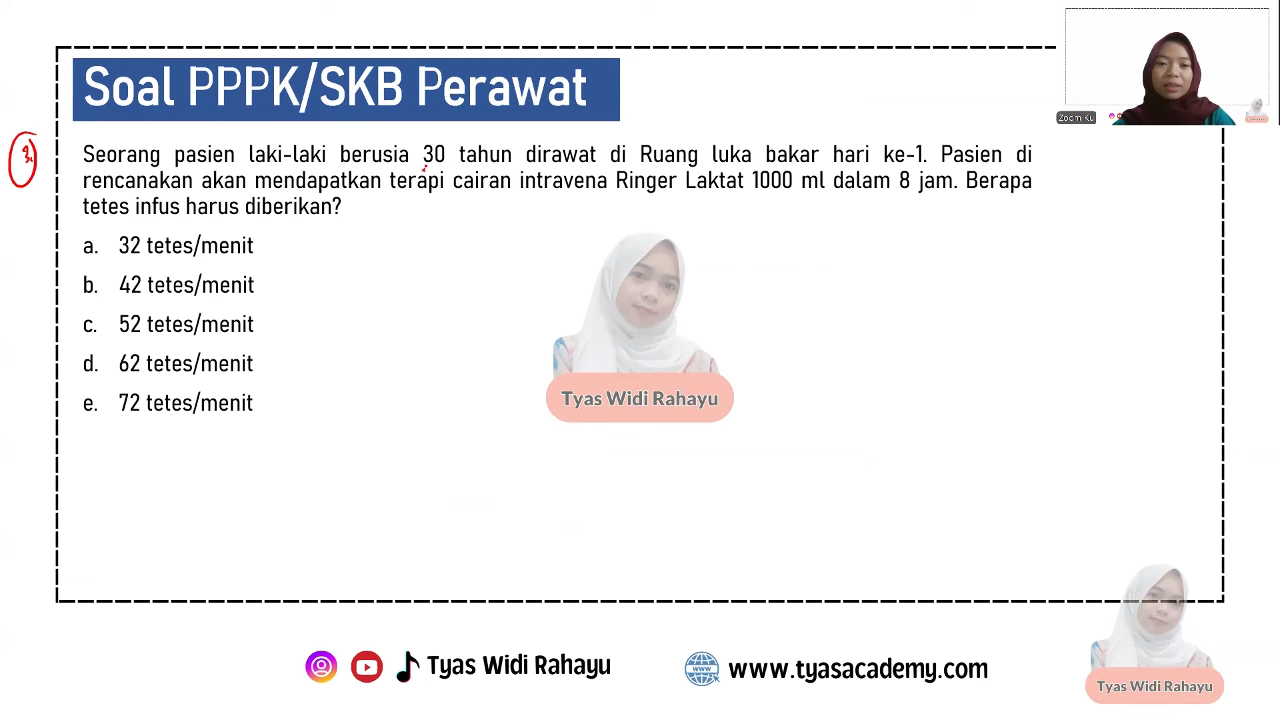 Soal PPPK/SKB Perawat
Zoom Ku
3.
Seorang pasien laki-laki berusia 30 tahun dirawat di Ruang luka bakar hari ke-1. Pasien di
rencanakan akan mendapatkan terapi cairan intravena Ringer Laktat 1000 ml dalam 8 jam. Berapa
tetes infus harus diberikan?
a. 32 tetes/menit
b. 42 tetes/menit
c. 52 tetes/menit
d. 62 tetes/menit
e. 72 tetes/menit
Tyas Widi Rahayu
Tyas Widi Rahayu
www.tyasacademy.com
Tyas Widi Rahayu